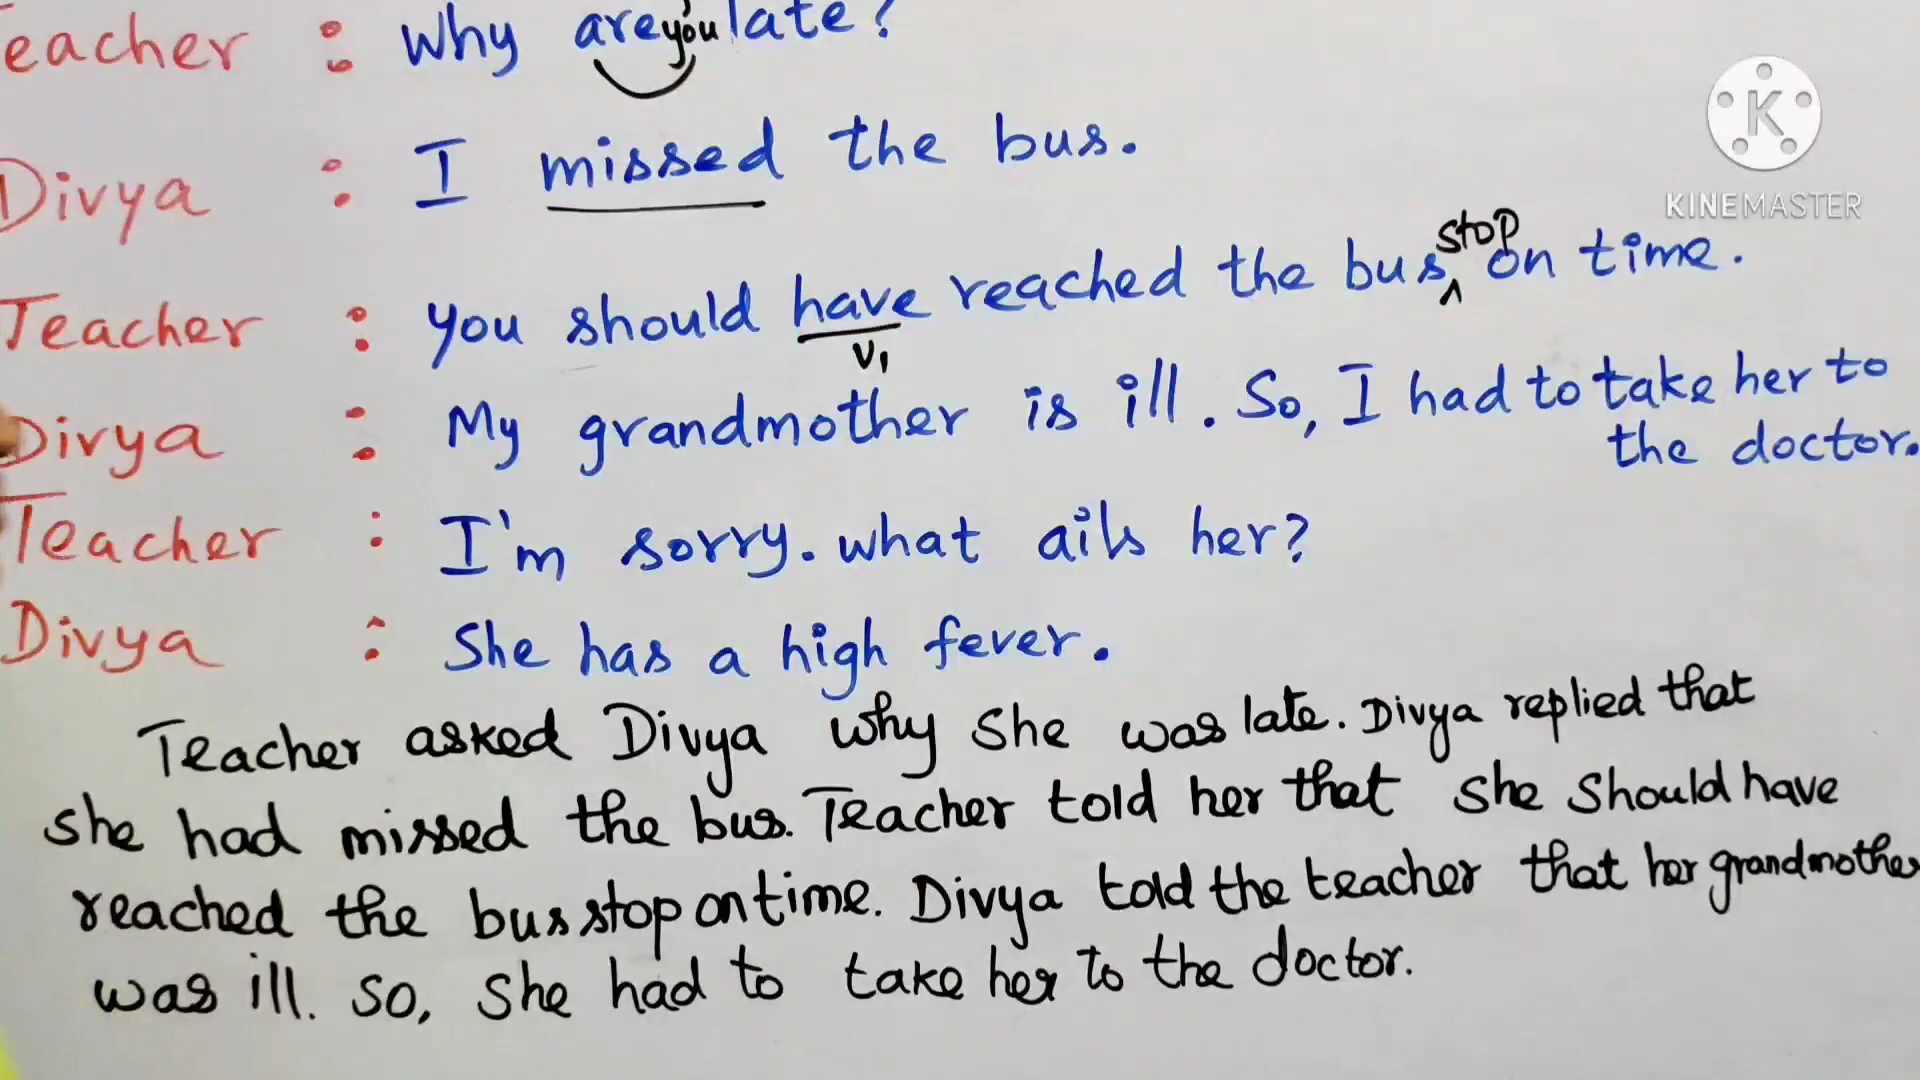 Teacher : Why are you late?
K
KINEMASTER
Divya : I missed the bus.
You should have reached the bus stop on time.
Teacher :
V1
Divya : My grandmother is ill. So, I had to take her to
the doctor.
Teacher : I'm sorry. what ails her?
Divya : She has a high fever.
Teacher asked Divya why she was late. Divya replied that
she had missed the bus. Teacher told her that she should have
reached the bus stop on time. Divya told the teacher that her grandmother
was ill. So, she had to take her to the doctor.